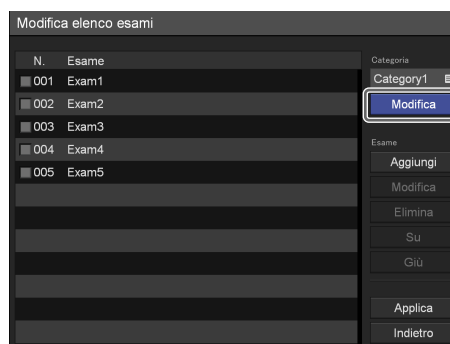 Modifica elenco esami
N. Esame
001 Exam1
002 Exam2
003 Exam3
004 Exam4
005 Exam5
Categoria
Category1
Modifica
Esame
Aggiungi
Modifica
Elimina
Su
Giù
Applica
Indietro